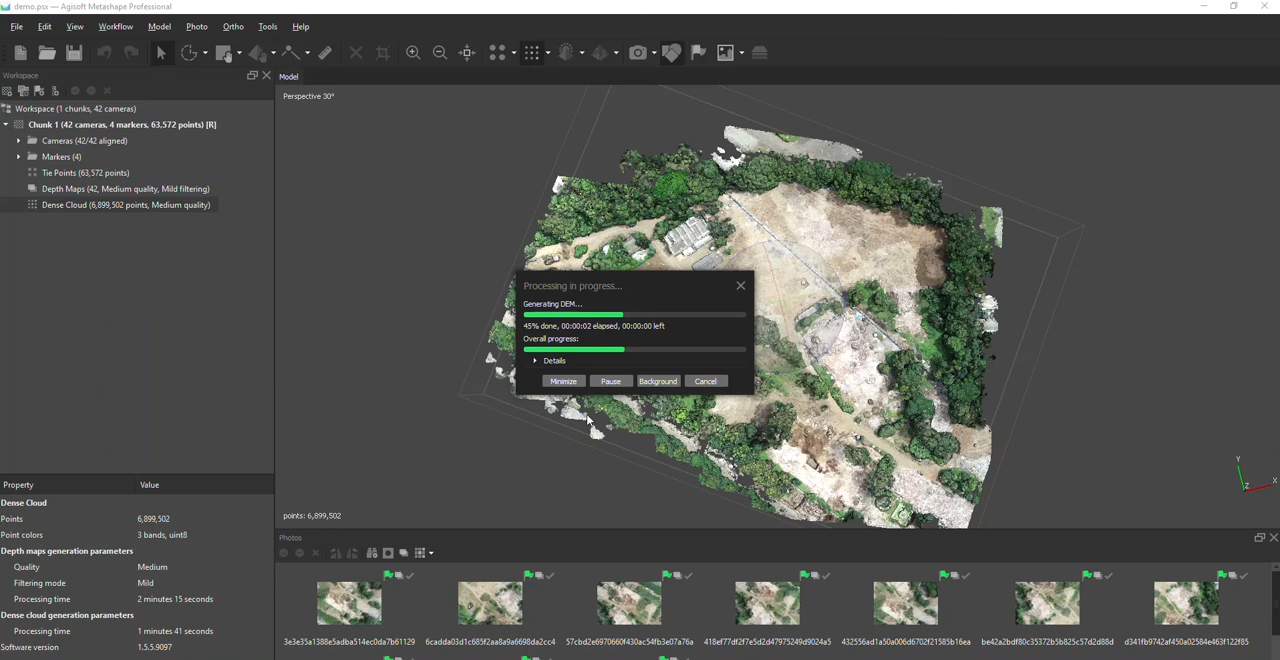 demo.psx — Agisoft Metashape Professional
File Edit View Workflow Model Photo Ortho Tools Help
Workspace
Workspace (1 chunks, 42 cameras)
Chunk 1 (42 cameras, 4 markers, 63,572 points) [R]
Cameras (42/42 aligned)
Markers (4)
Tie Points (63,572 points)
Depth Maps (42, Medium quality, Mild filtering)
Dense Cloud (6,899,502 points, Medium quality)
Model
Perspective 30°
Processing in progress...
Generating DEM...
45% done, 00:00:02 elapsed, 00:00:00 left
Overall progress:
Details
Minimize Pause Background Cancel
Y
X
Z
points: 6,899,502
Property Value
Dense Cloud
Points 6,899,502
Point colors 3 bands, uint8
Depth maps generation parameters
Quality Medium
Filtering mode Mild
Processing time 2 minutes 15 seconds
Dense cloud generation parameters
Processing time 1 minutes 41 seconds
Software version 1.5.5.9097
Photos
3e3e35a1388e5adba514ec0da7b61129 6cadda03d1c685f2aa8a9a6698da2cc4 57cbd2e6970660f430ac54fb3e07a76a 418ef77df2f7e5d2d47975249d9024a5 432556ad1a50a006d6702f21585b16ea be42a2bdf80c35372b5b825c57d2d88d d341fb9742af450a02584e463f122f85